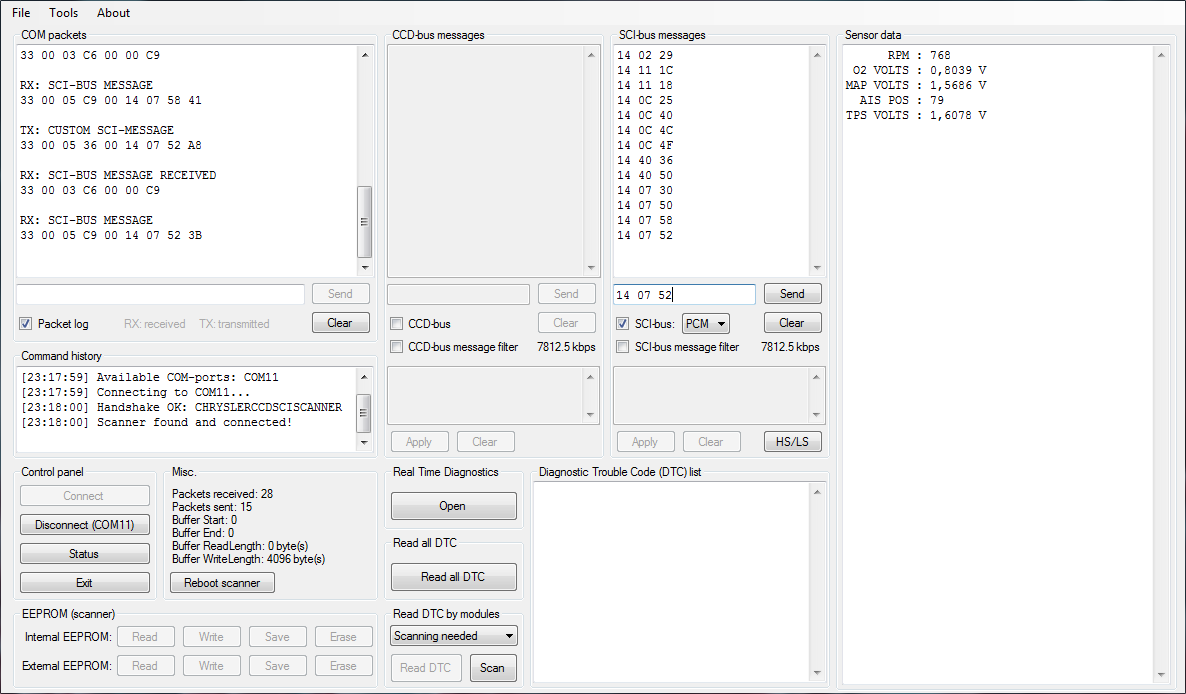 File Tools About
COM packets
33 00 03 C6 00 00 C9
RX: SCI-BUS MESSAGE
33 00 05 C9 00 14 07 58 41
TX: CUSTOM SCI-MESSAGE
33 00 05 36 00 14 07 52 A8
RX: SCI-BUS MESSAGE RECEIVED
33 00 03 C6 00 00 C9
RX: SCI-BUS MESSAGE
33 00 05 C9 00 14 07 52 3B
Send
Packet log RX: received TX: transmitted Clear
Command history
[23:17:59] Available COM-ports: COM11
[23:17:59] Connecting to COM11...
[23:18:00] Handshake OK: CHRYSLERCCDSCISCANNER
[23:18:00] Scanner found and connected!
CCD-bus messages
Send
CCD-bus Clear
CCD-bus message filter 7812.5 kbps
Apply Clear
SCI-bus messages
14 02 29
14 11 1C
14 11 18
14 0C 25
14 0C 40
14 0C 4C
14 0C 4F
14 40 36
14 40 50
14 07 30
14 07 50
14 07 58
14 07 52
14 07 52 Send
SCI-bus: PCM Clear
SCI-bus message filter 7812.5 kbps
Apply Clear HS/LS
Sensor data
RPM : 768
O2 VOLTS : 0,8039 V
MAP VOLTS : 1,5686 V
AIS POS : 79
TPS VOLTS : 1,6078 V
Control panel
Connect
Disconnect (COM11)
Status
Exit
Misc.
Packets received: 28
Packets sent: 15
Buffer Start: 0
Buffer End: 0
Buffer ReadLength: 0 byte(s)
Buffer WriteLength: 4096 byte(s)
Reboot scanner
EEPROM (scanner)
Internal EEPROM: Read Write Save Erase
External EEPROM: Read Write Save Erase
Real Time Diagnostics
Open
Read all DTC
Read all DTC
Read DTC by modules
Scanning needed
Read DTC Scan
Diagnostic Trouble Code (DTC) list